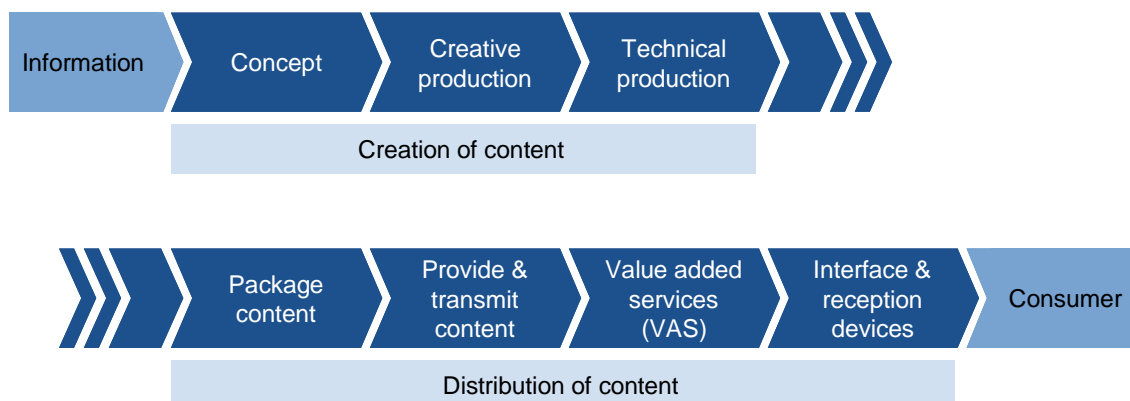 Information
Concept
Creative
production
Technical
production
Creation of content
Package
content
Provide &
transmit
content
Value added
services
(VAS)
Interface &
reception
devices
Consumer
Distribution of content